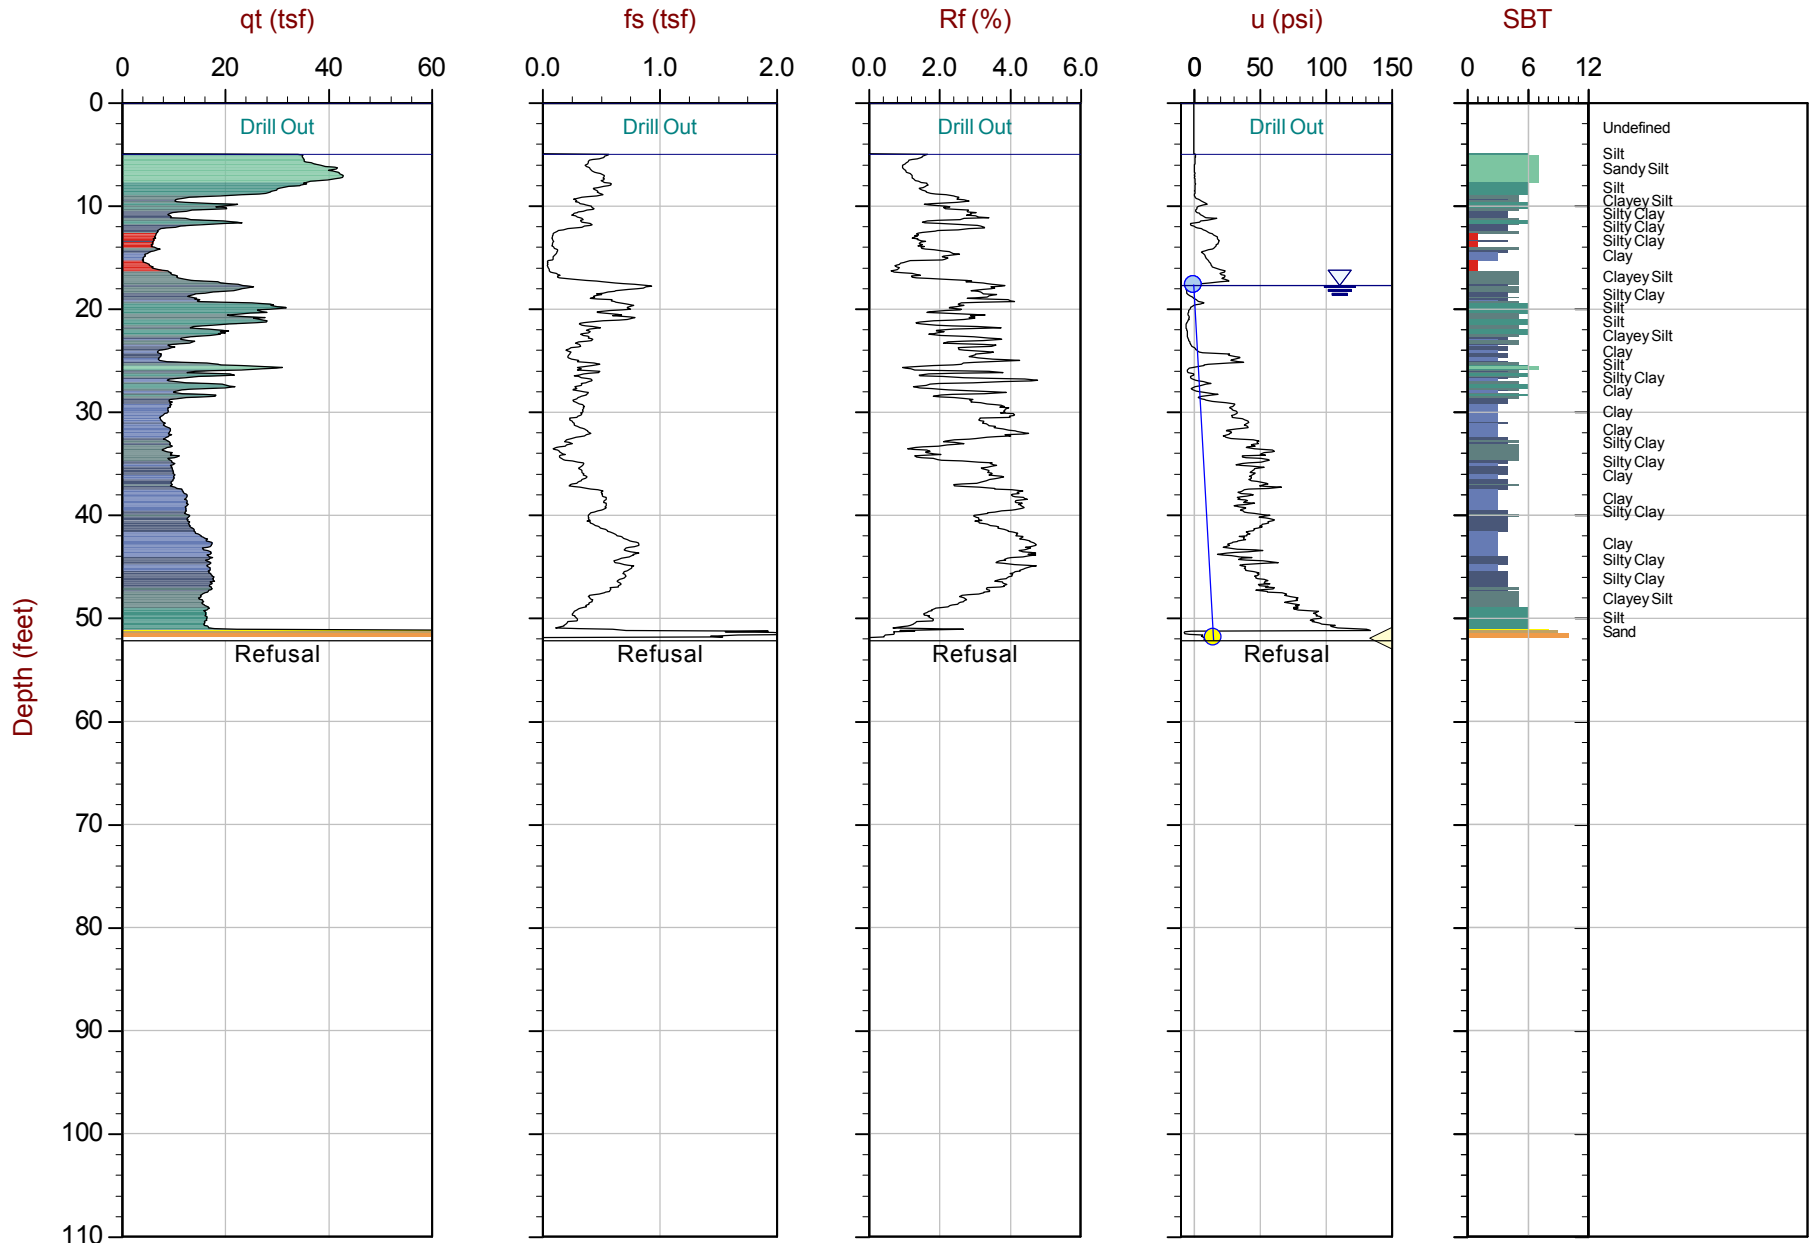 qt (tsf) fs (tsf) Rf (%) u (psi) SBT
0 20 40 60 0.0 1.0 2.0 0.0 2.0 4.0 6.0 0 50 100 150 0 6 12
0
Drill Out Drill Out Drill Out Drill Out Undefined
Silt
Sandy Silt
Silt
Clayey Silt
10
Silty Clay
Silty Clay
Silty Clay
Clay
Clayey Silt
Silty Clay
20
Silt
Silt
Clayey Silt
Clay
Silt
Silty Clay
Clay
30
Clay
Clay
Silty Clay
Silty Clay
Clay
Clay
Silty Clay
40
Clay
Silty Clay
Silty Clay
Clayey Silt
50
Silt
Sand
Refusal Refusal Refusal Refusal
60
Depth (feet)
70
80
90
100
110